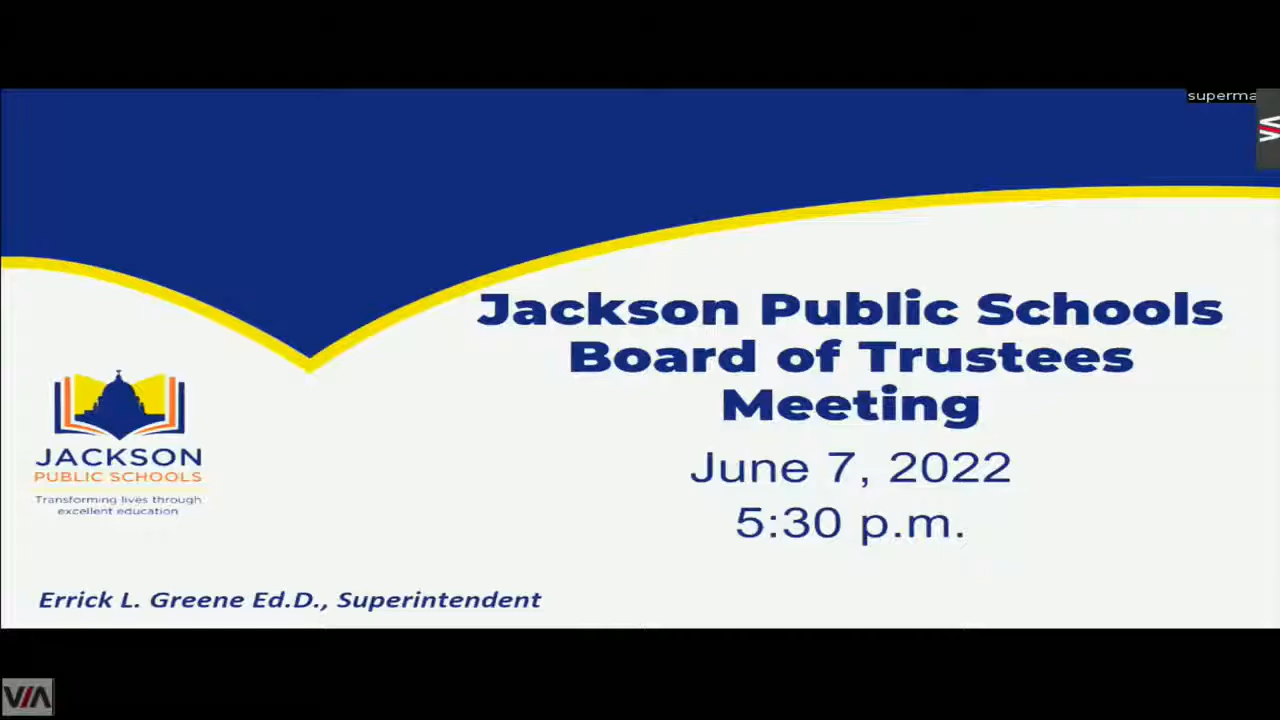 Jackson Public Schools
Board of Trustees
Meeting
June 7, 2022
5:30 p.m.
JACKSON
PUBLIC SCHOOLS
Transforming lives through
excellent education
Errick L. Greene Ed.D., Superintendent
VIA